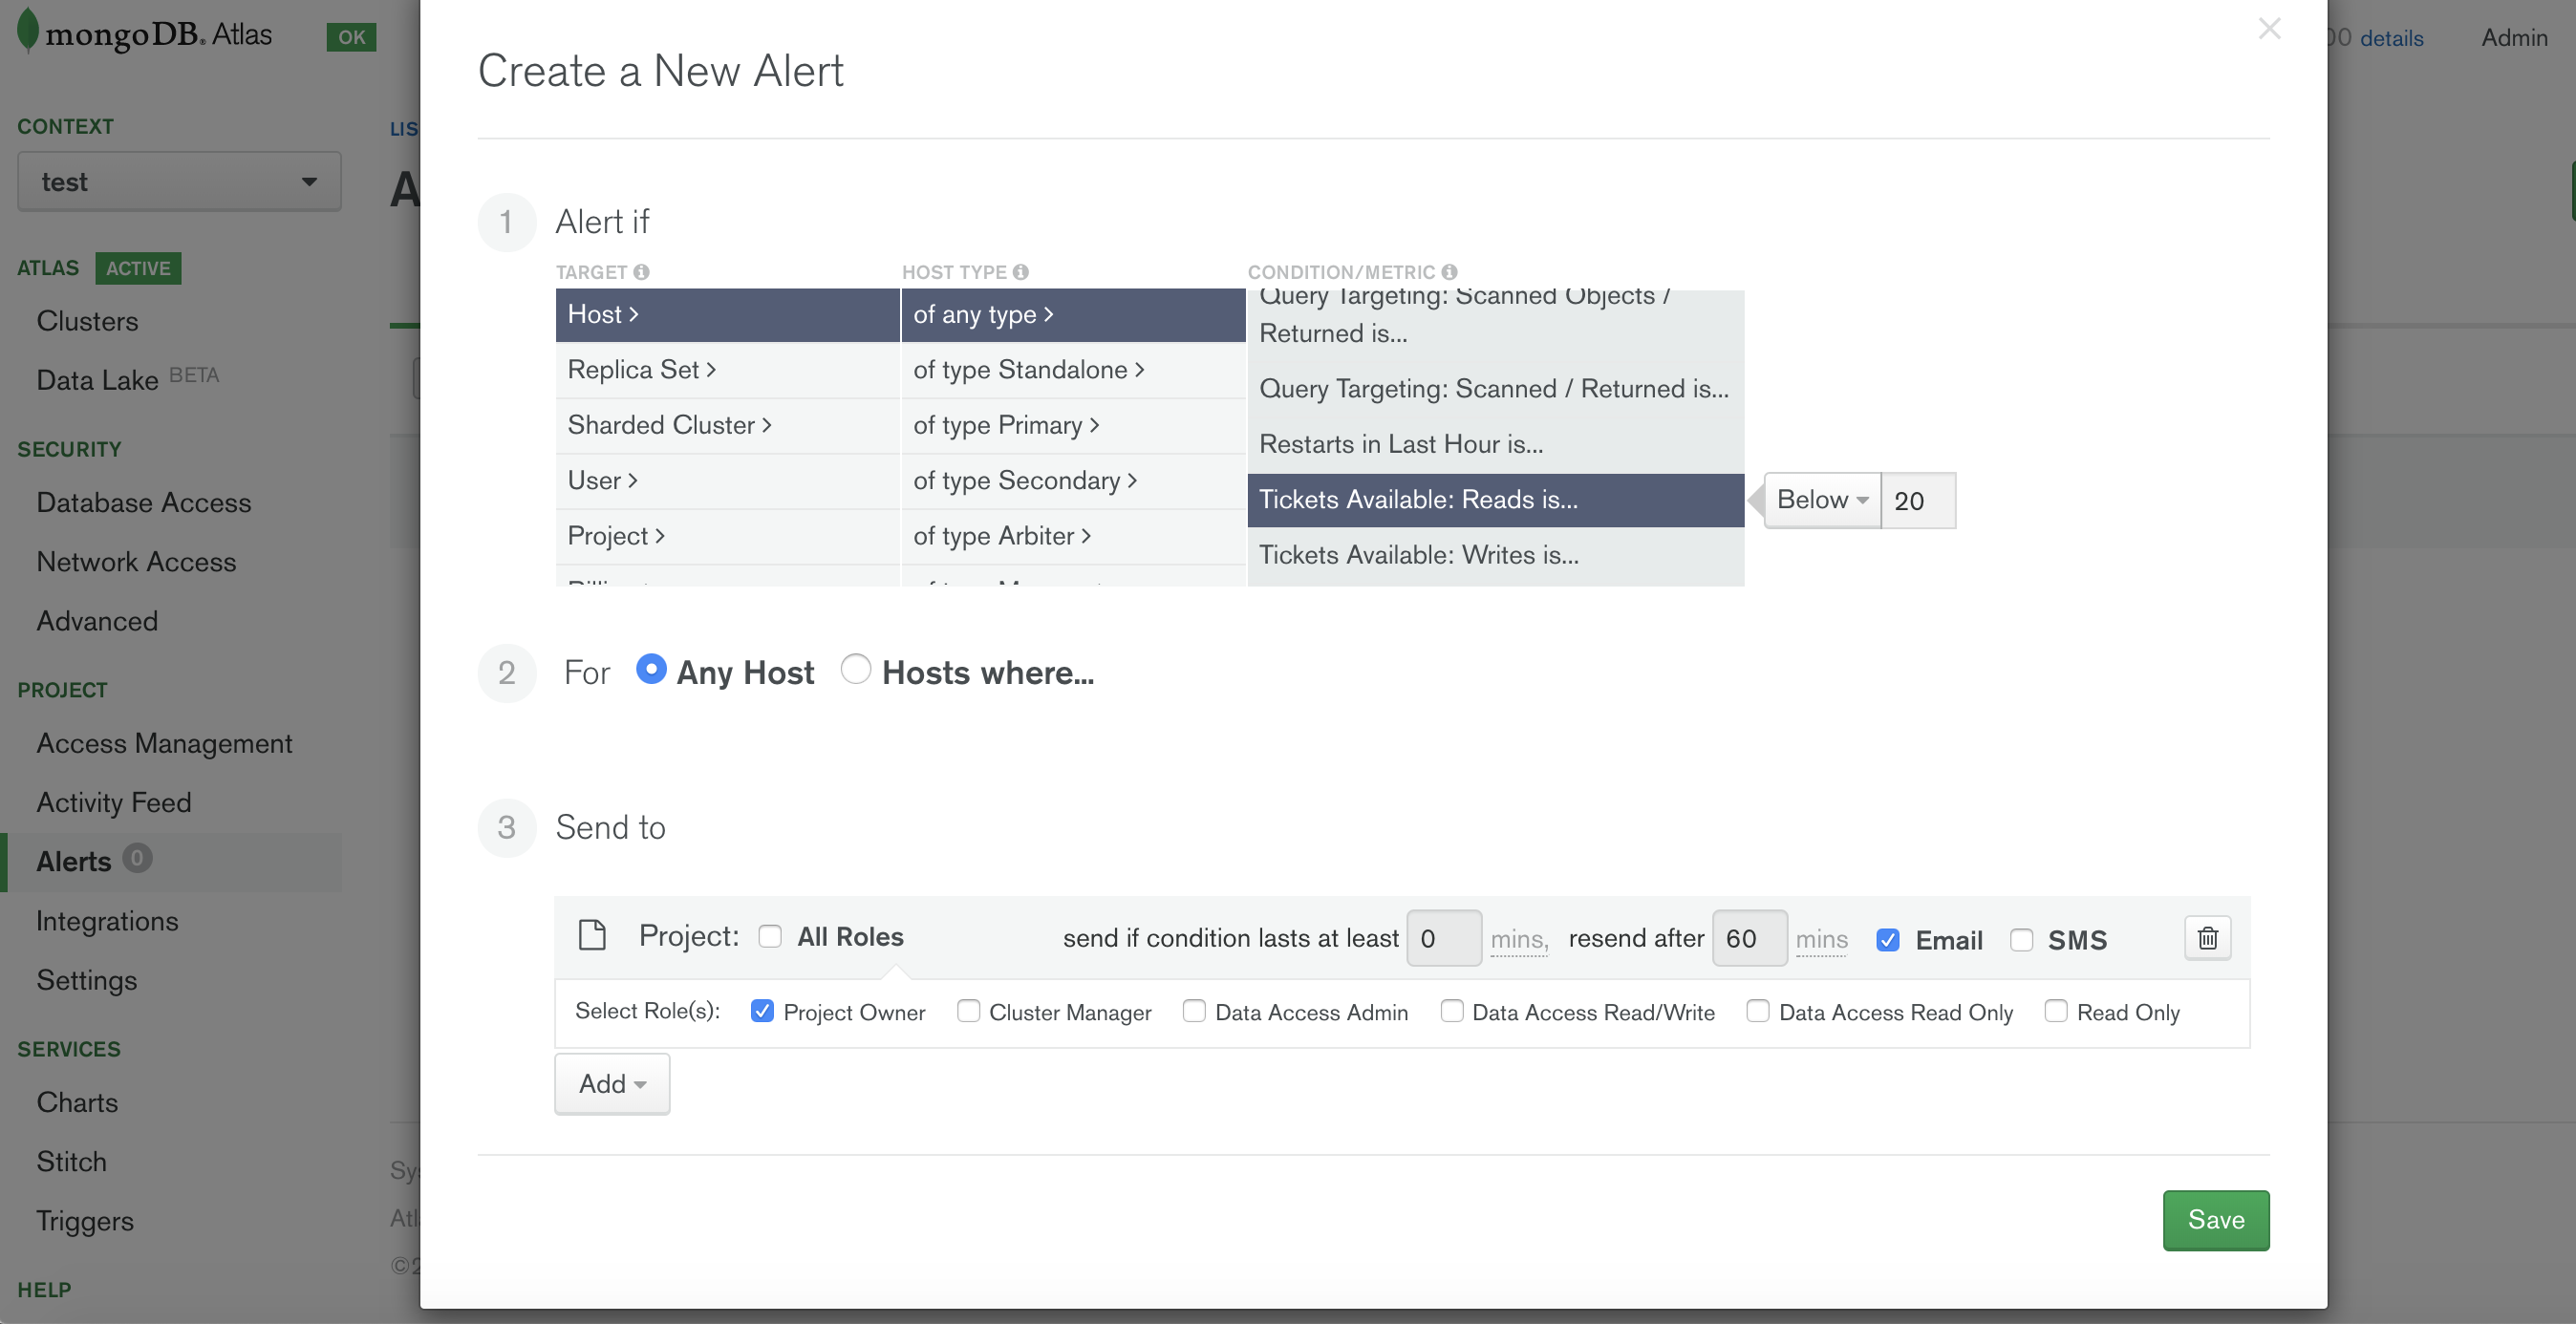 mongoDB. Atlas
OK
00 details
Admin
CONTEXT
test
ATLAS ACTIVE
Clusters
Data Lake BETA
SECURITY
Database Access
Network Access
Advanced
PROJECT
Access Management
Activity Feed
Alerts 0
Integrations
Settings
SERVICES
Charts
Stitch
Triggers
HELP
LIS
A
Sys
Atl
©2
Create a New Alert
1 Alert if
TARGET HOST TYPE CONDITION/METRIC
Host >
Replica Set >
Sharded Cluster >
User >
Project >
of any type >
of type Standalone >
of type Primary >
of type Secondary >
of type Arbiter >
Query Targeting: Scanned Objects /
Returned is...
Query Targeting: Scanned / Returned is...
Restarts in Last Hour is...
Tickets Available: Reads is...
Tickets Available: Writes is...
Below 20
2 For Any Host Hosts where...
3 Send to
Project: All Roles send if condition lasts at least 0 mins, resend after 60 mins Email SMS
Select Role(s): Project Owner Cluster Manager Data Access Admin Data Access Read/Write Data Access Read Only Read Only
Add
Save